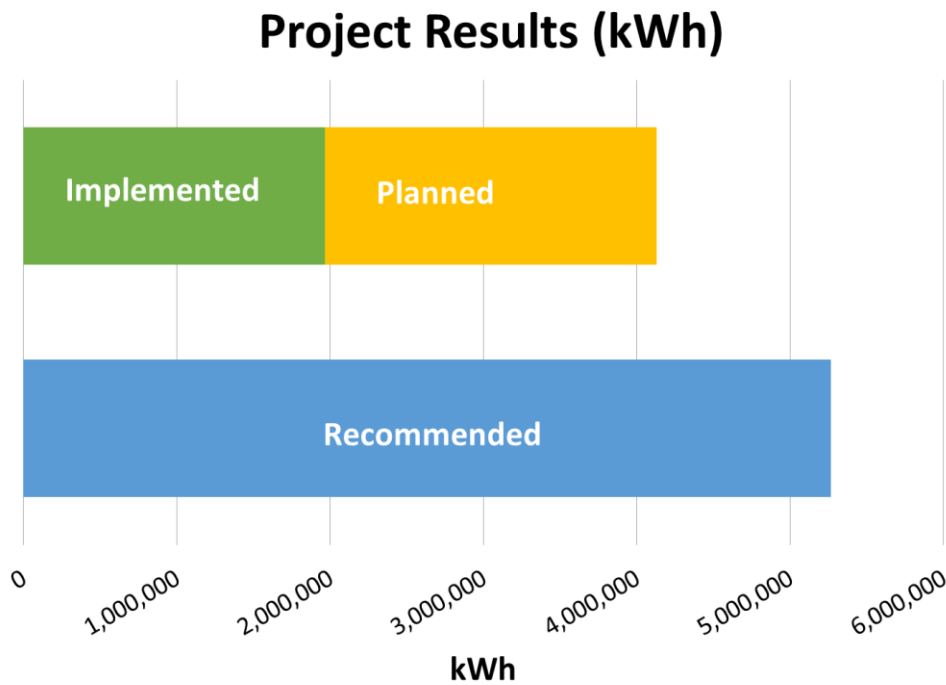 Project Results (kWh)
Implemented
Planned
Recommended
0
1,000,000
2,000,000
3,000,000
4,000,000
5,000,000
6,000,000
kWh